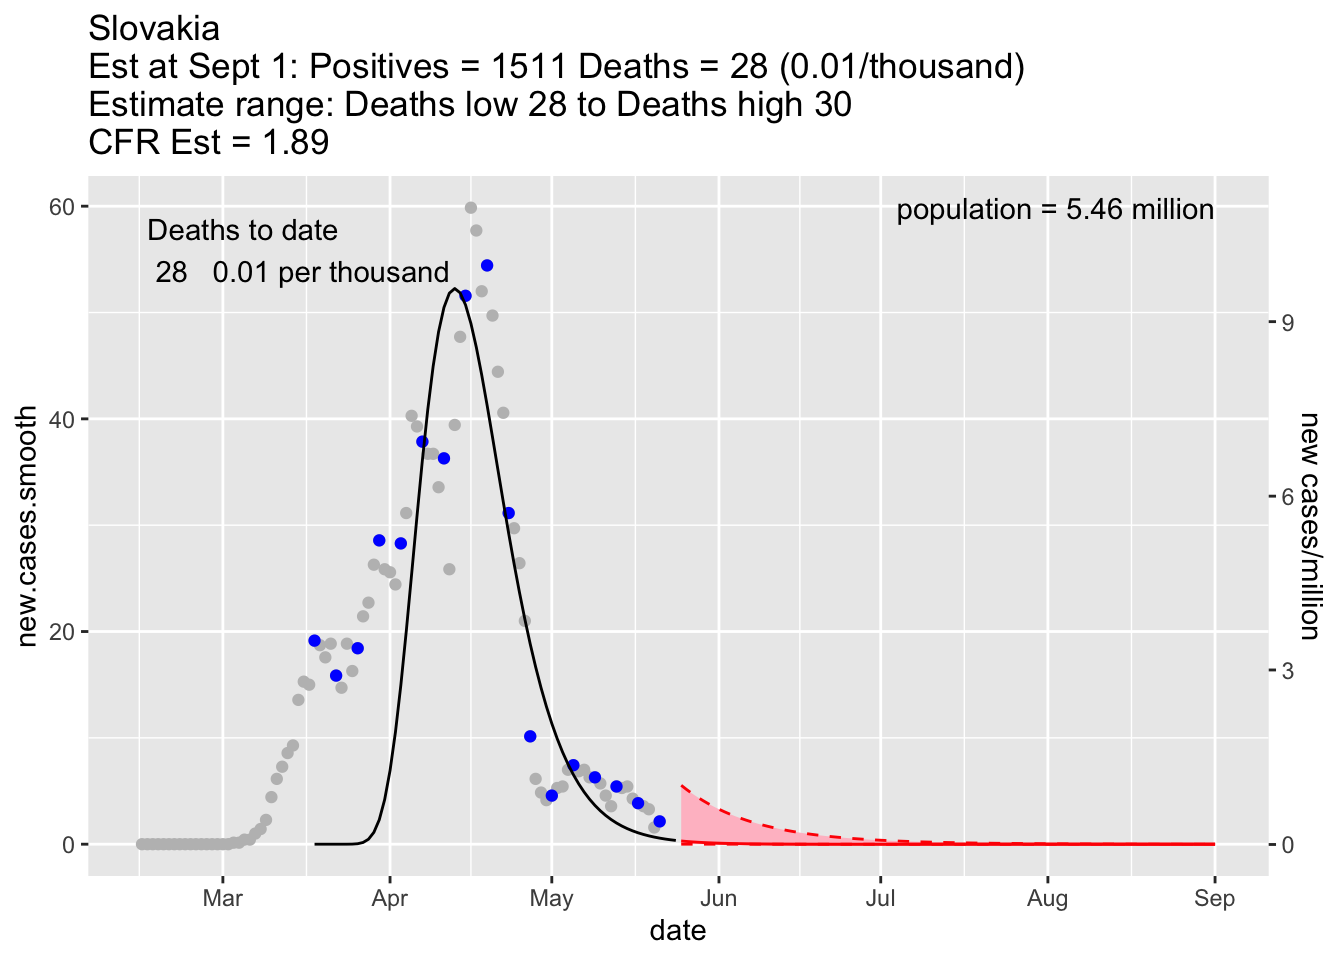 Slovakia
Est at Sept 1: Positives = 1511 Deaths = 28 (0.01/thousand)
Estimate range: Deaths low 28 to Deaths high 30
CFR Est = 1.89
Deaths to date
28 0.01 per thousand
population = 5.46 million
60
40
20
0
new.cases.smooth
9
6
3
0
new cases/million
Mar Apr May Jun Jul Aug Sep
date